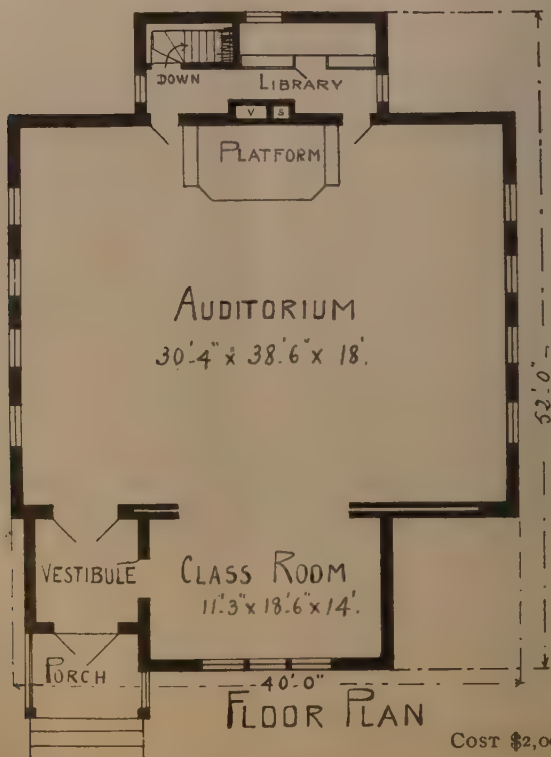 DOWN
LIBRARY
V S
PLATFORM
AUDITORIUM
30'-4" x 38'-6" x 18'.
52'-0"
VESTIBULE
CLASS ROOM
11'-3" x 18'-6" x 14'.
PORCH
40'-0"
FLOOR PLAN
COST